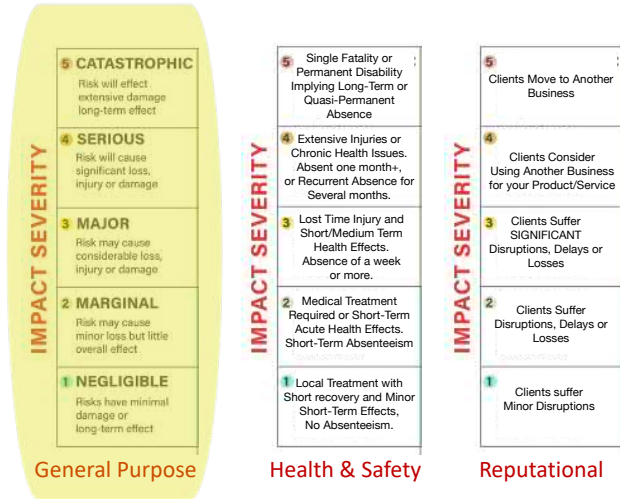 IMPACT SEVERITY
5 CATASTROPHIC
Risk will effect
extensive damage
long-term effect
4 SERIOUS
Risk will cause
significant loss,
injury or damage
3 MAJOR
Risk may cause
considerable loss,
injury or damage
2 MARGINAL
Risk may cause
minor loss but little
overall effect
1 NEGLIGIBLE
Risks have minimal
damage or
long-term effect
General Purpose
IMPACT SEVERITY
5 Single Fatality or
Permanent Disability
Implying Long-Term or
Quasi-Permanent
Absence
4 Extensive Injuries or
Chronic Health Issues.
Absent one month+,
or Recurrent Absence for
Several months.
3 Lost Time Injury and
Short/Medium Term
Health Effects.
Absence of a week
or more.
2 Medical Treatment
Required or Short-Term
Acute Health Effects.
Short-Term Absenteeism
1 Local Treatment with
Short recovery and Minor
Short-Term Effects,
No Absenteeism.
Health & Safety
IMPACT SEVERITY
5 Clients Move to Another
Business
4 Clients Consider
Using Another Business
for your Product/Service
3 Clients Suffer
SIGNIFICANT
Disruptions, Delays or
Losses
2 Clients Suffer
Disruptions, Delays or
Losses
1 Clients suffer
Minor Disruptions
Reputational